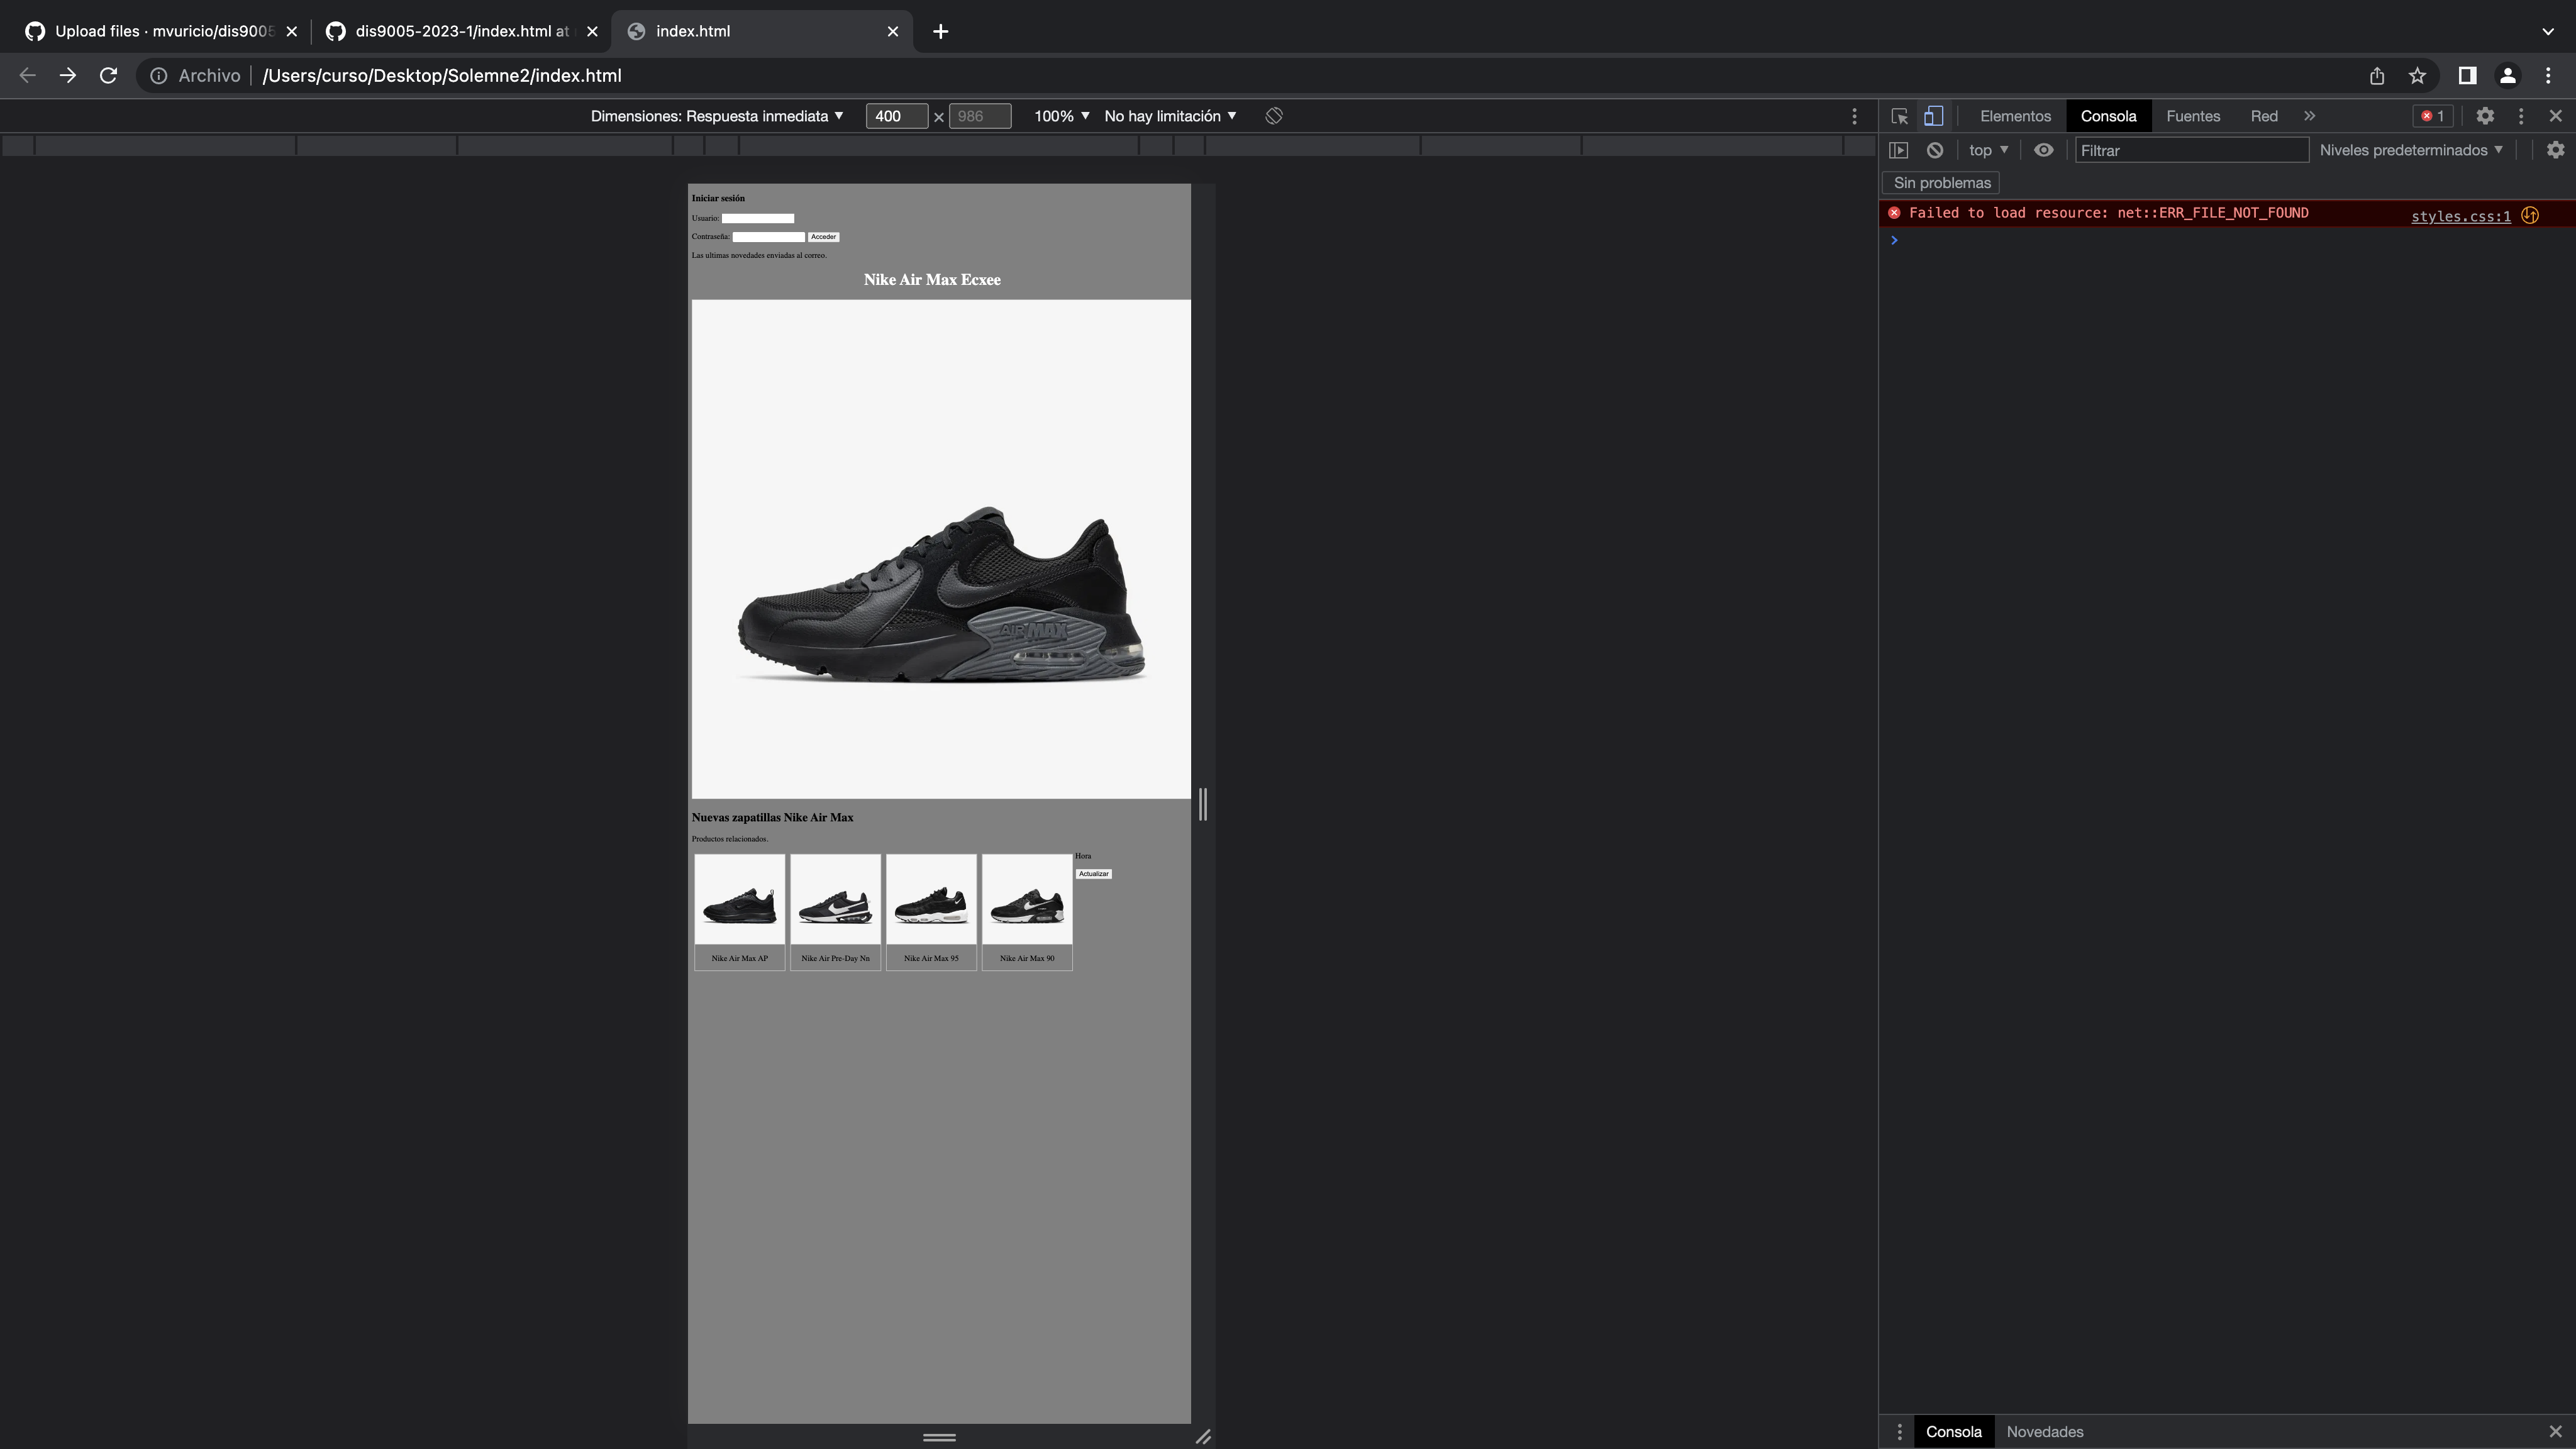 Upload files · mvuricio/dis9005
dis9005-2023-1/index.html at
index.html
Archivo
/Users/curso/Desktop/Solemne2/index.html
Dimensiones: Respuesta inmediata
400 × 986
100%
No hay limitación
Elementos
Consola
Fuentes
Red
1
top
Filtrar
Niveles predeterminados
Sin problemas
Failed to load resource: net::ERR_FILE_NOT_FOUND
styles.css:1
Iniciar sesión
Usuario:
Contraseña:
Acceder
Las ultimas novedades enviadas al correo.
Nike Air Max Ecxee
AIR MAX
Nuevas zapatillas Nike Air Max
Productos relacionados.
Hora
Actualizar
Nike Air Max AP
Nike Air Pre-Day Nn
Nike Air Max 95
Nike Air Max 90
Consola
Novedades